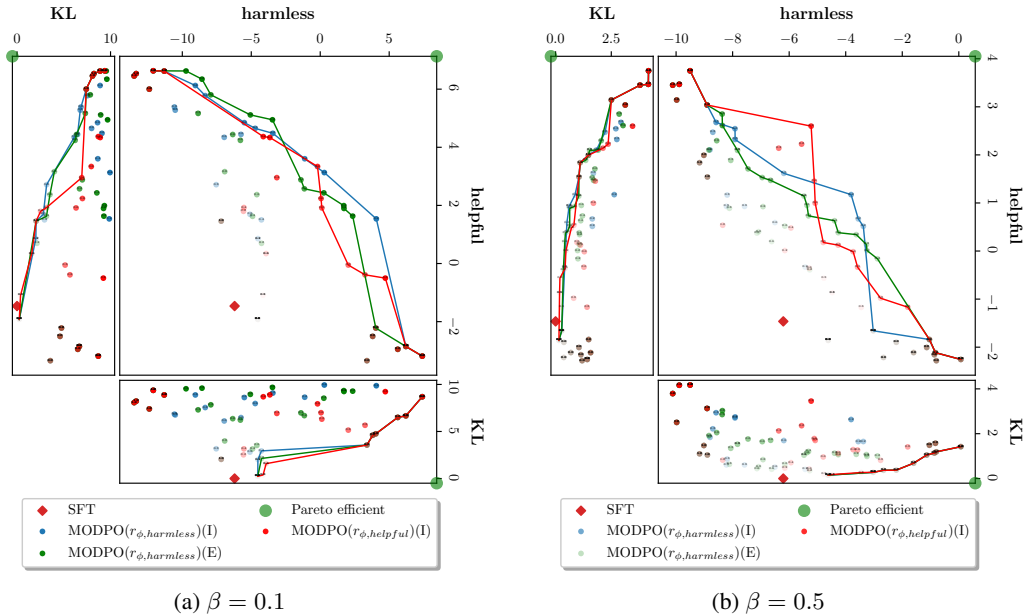 KL harmless KL harmless
0 10 −10 −5 0 5 0.0 2.5 −10 −8 −6 −4 −2 0
6 4 2 0 −2 helpful
4 3 2 1 0 −1 −2 helpful
10 5 0 KL
4 2 0 KL
SFT Pareto efficient
MODPO(rϕ,harmless)(I) MODPO(rϕ,helpful)(I)
MODPO(rϕ,harmless)(E)
SFT Pareto efficient
MODPO(rϕ,harmless)(I) MODPO(rϕ,helpful)(I)
MODPO(rϕ,harmless)(E)
(a) β = 0.1 (b) β = 0.5